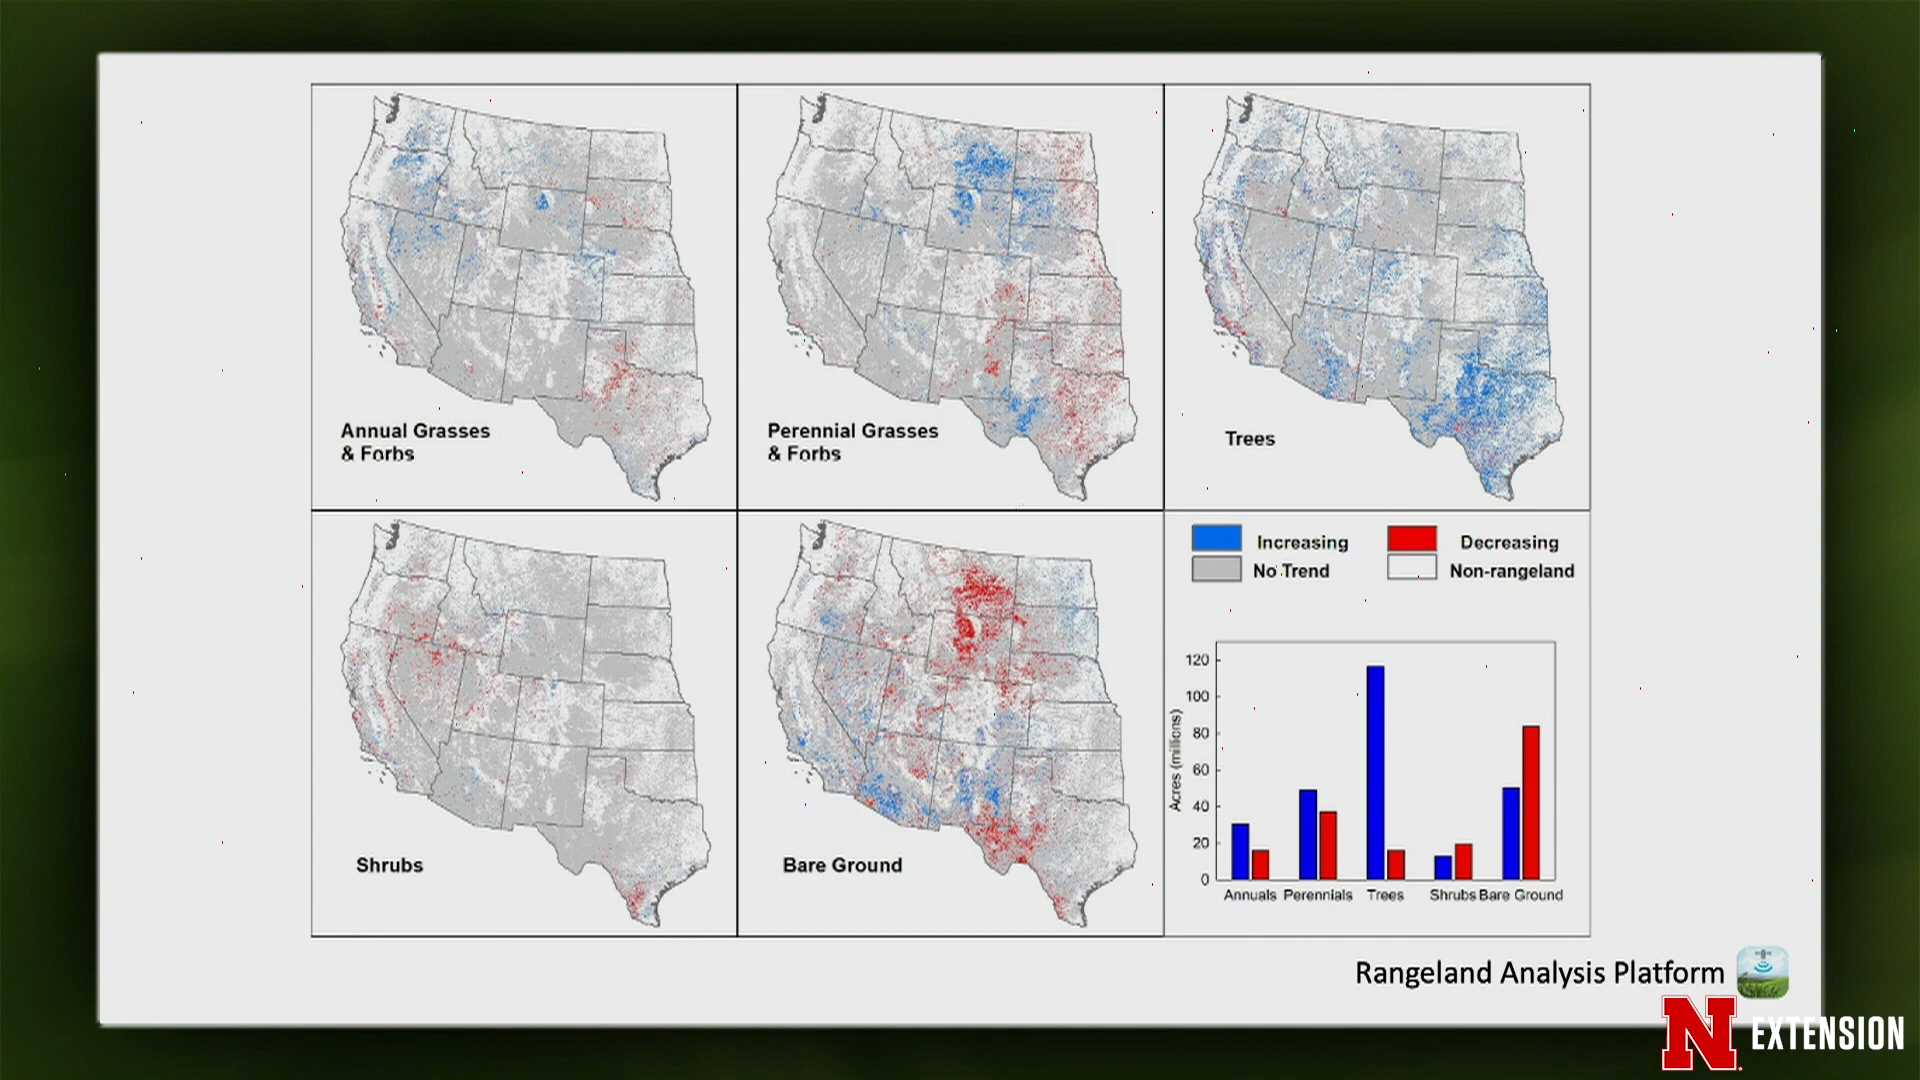 Annual Grasses
& Forbs
Perennial Grasses
& Forbs
Trees
Shrubs
Bare Ground
Increasing
Decreasing
No Trend
Non-rangeland
Acres (millions)
120
100
80
60
40
20
0
Annuals
Perennials
Trees
Shrubs
Bare Ground
Rangeland Analysis Platform
N EXTENSION